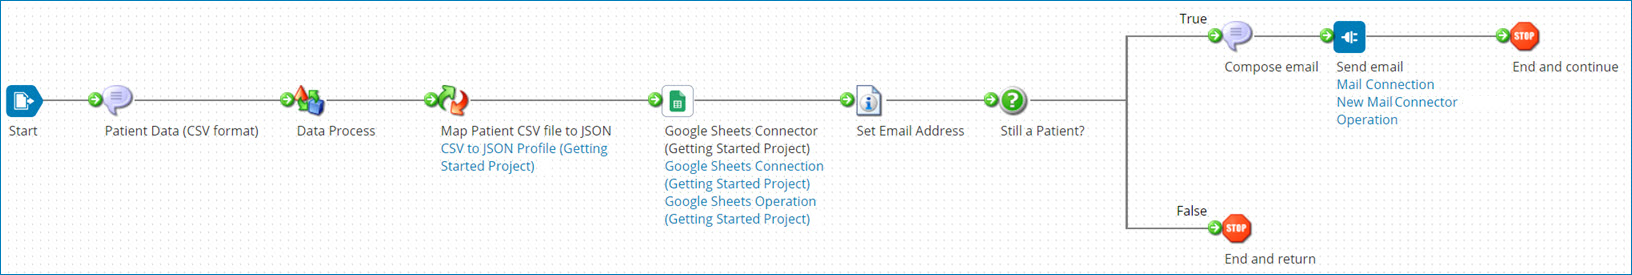 Start
Patient Data (CSV format)
Data Process
Map Patient CSV file to JSON
CSV to JSON Profile (Getting
Started Project)
Google Sheets Connector
(Getting Started Project)
Google Sheets Connection
(Getting Started Project)
Google Sheets Operation
(Getting Started Project)
Set Email Address
Still a Patient?
True
Compose email
Send email
Mail Connection
New Mail Connector
Operation
STOP
End and continue
False
STOP
End and return